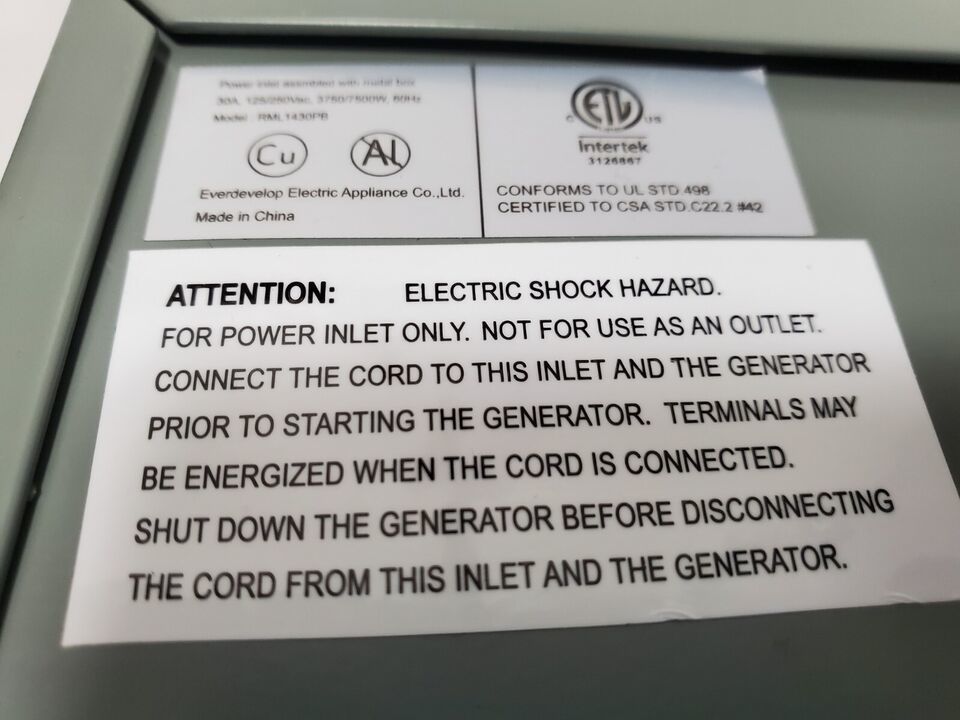 Power inlet assembled with metal box
30A, 125/250Vac, 3750/7500W, 60Hz
Model : RML1430PB
Cu Al
Everdevelop Electric Appliance Co.,Ltd.
Made in China
ETL
C US
Intertek
3126867
CONFORMS TO UL STD.498
CERTIFIED TO CSA STD.C22.2 #42
ATTENTION: ELECTRIC SHOCK HAZARD.
FOR POWER INLET ONLY. NOT FOR USE AS AN OUTLET.
CONNECT THE CORD TO THIS INLET AND THE GENERATOR
PRIOR TO STARTING THE GENERATOR. TERMINALS MAY
BE ENERGIZED WHEN THE CORD IS CONNECTED.
SHUT DOWN THE GENERATOR BEFORE DISCONNECTING
THE CORD FROM THIS INLET AND THE GENERATOR.